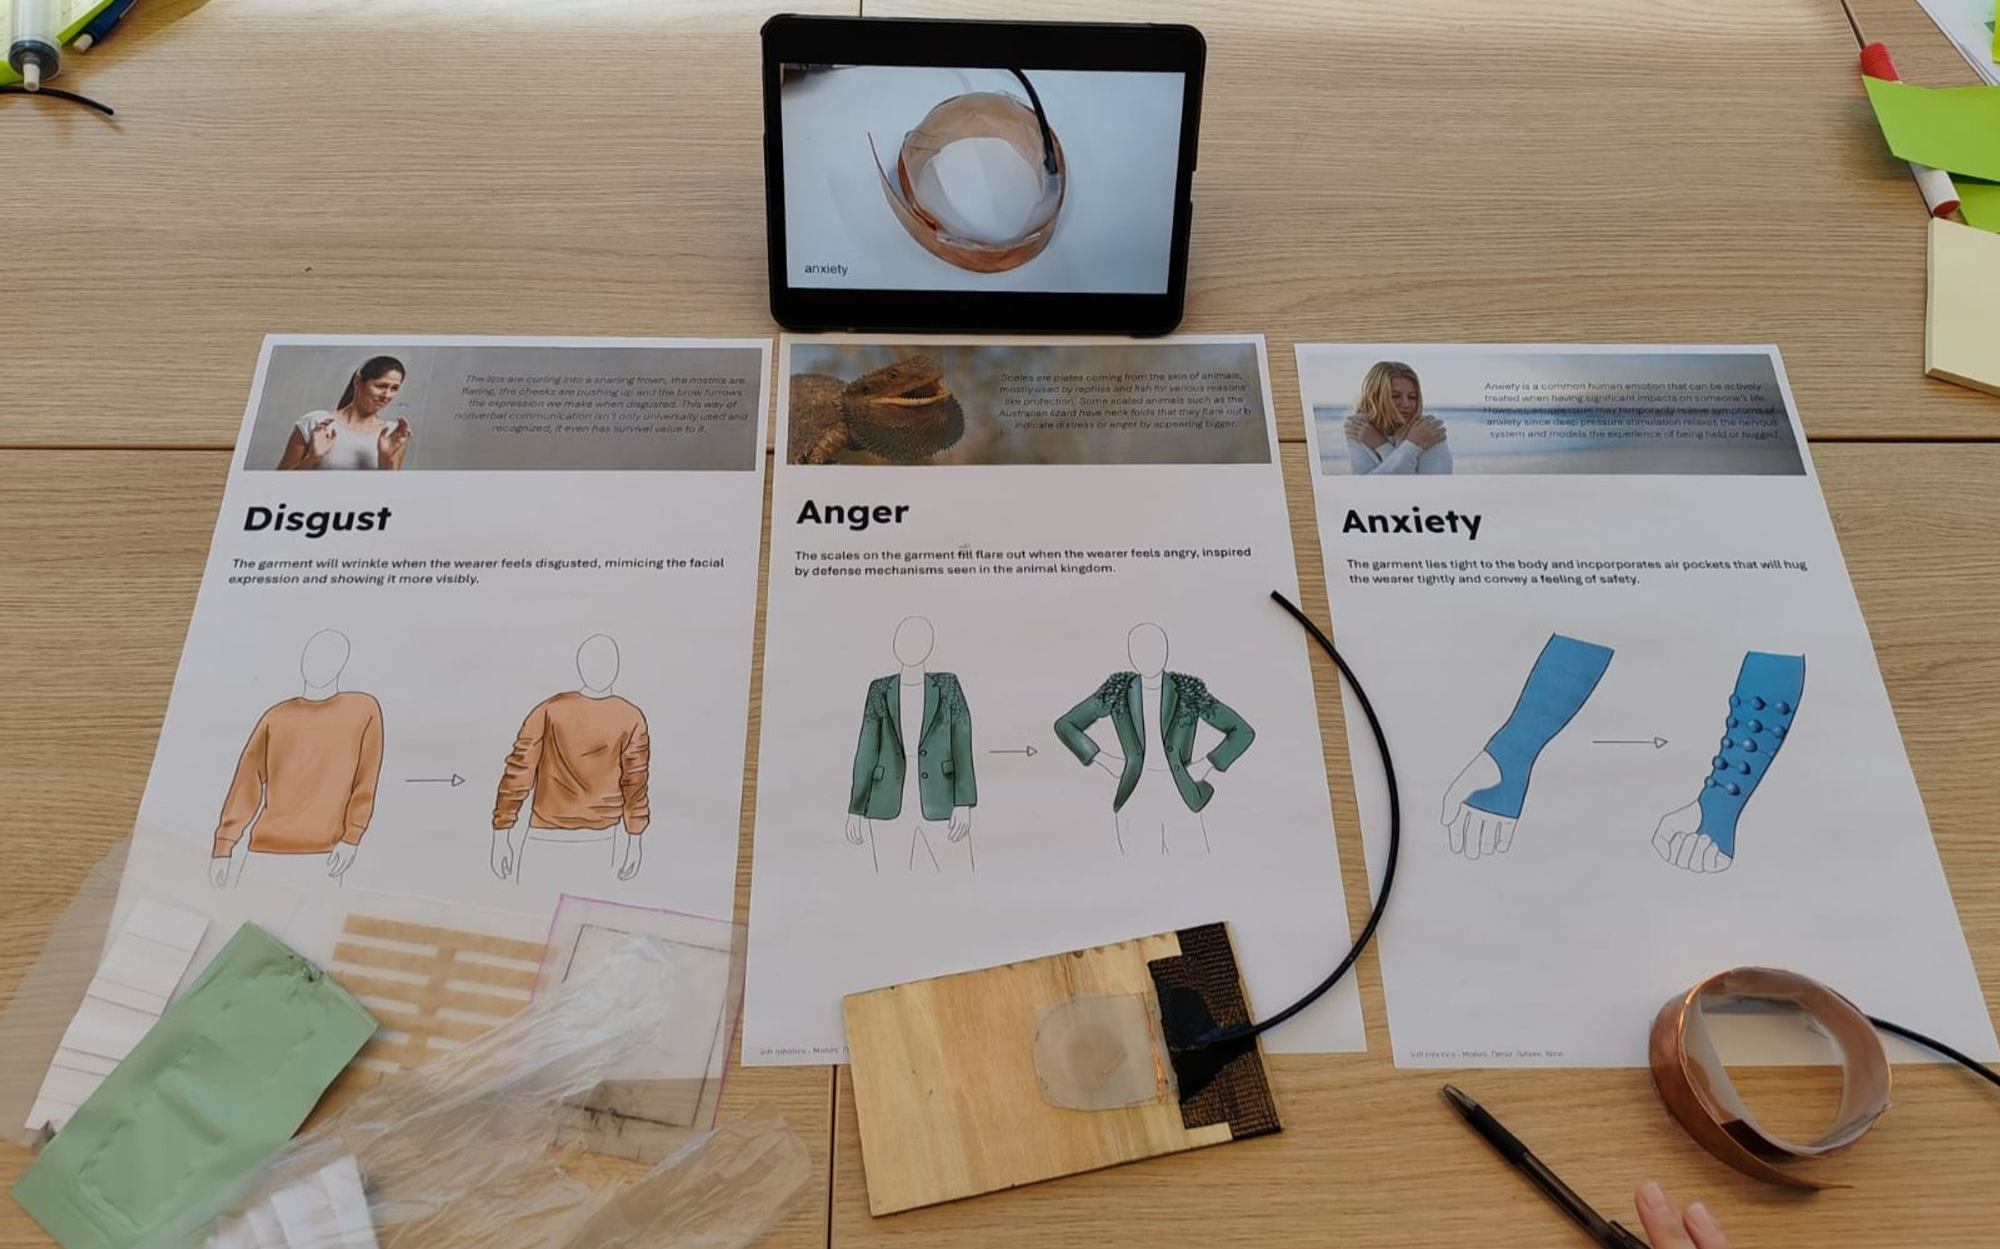 anxiety
The lips are curling into a snarling frown, the nostrils are
flaring, the cheeks are pushing up and the brow furrows
the expression we make when disgusted. This way of
nonverbal communication isn't only universally used and
recognized, it even has survival value to it.
Disgust
The garment will wrinkle when the wearer feels disgusted, mimicing the facial
expression and showing it more visibly.
Scales are plates coming from the skin of animals,
mostly used by reptiles and fish for various reasons
like protection. Some scaled animals such as the
Australian lizard have neck folds that they flare out to
indicate distress or anger by appearing bigger.
Anger
The scales on the garment fill flare out when the wearer feels angry, inspired
by defense mechanisms seen in the animal kingdom.
Anxiety is a common human emotion that can be actively
treated when having significant impacts on someone's life.
However, acupressure may temporarily relieve symptoms of
anxiety since deep pressure stimulation relaxes the nervous
system and models the experience of being held or hugged.
Anxiety
The garment lies tight to the body and incporporates air pockets that will hug
the wearer tightly and convey a feeling of safety.
soft robotics -
soft robotics -